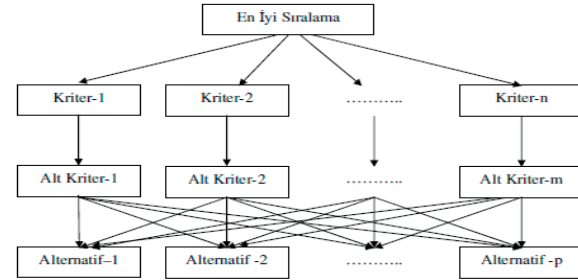 En İyi Sıralama
Kriter-1 Kriter-2 ……….. Kriter-n
Alt Kriter-1 Alt Kriter-2 ……….. Alt Kriter-m
Alternatif–1 Alternatif -2 ……….. Alternatif -p